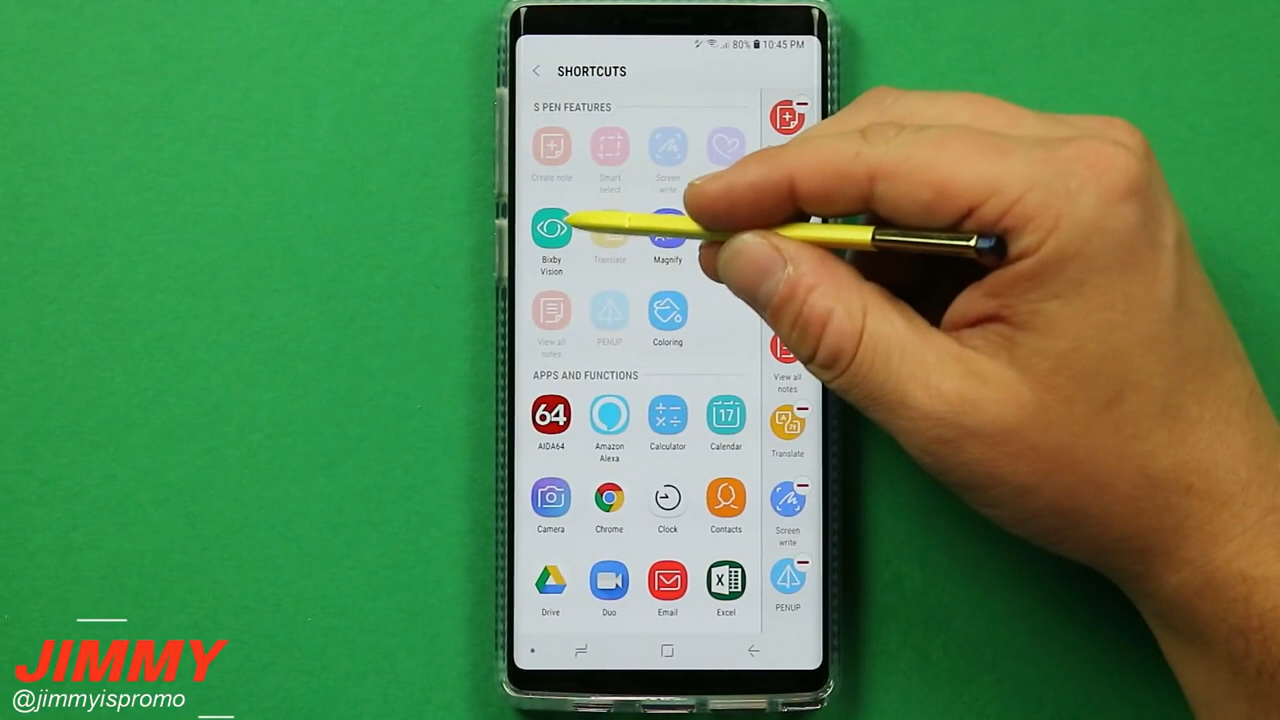 80% 10:45 PM
SHORTCUTS
S PEN FEATURES
Create note
Smart
select
Screen
write
Bixby
Vision
Translate
Magnify
View all
notes
PENUP
Coloring
APPS AND FUNCTIONS
64
AIDA64
Amazon
Alexa
Calculator
17
Calendar
Camera
Chrome
Clock
Contacts
Drive
Duo
Email
X
Excel
View all
notes
Translate
Screen
write
PENUP
JIMMY
@jimmyispromo